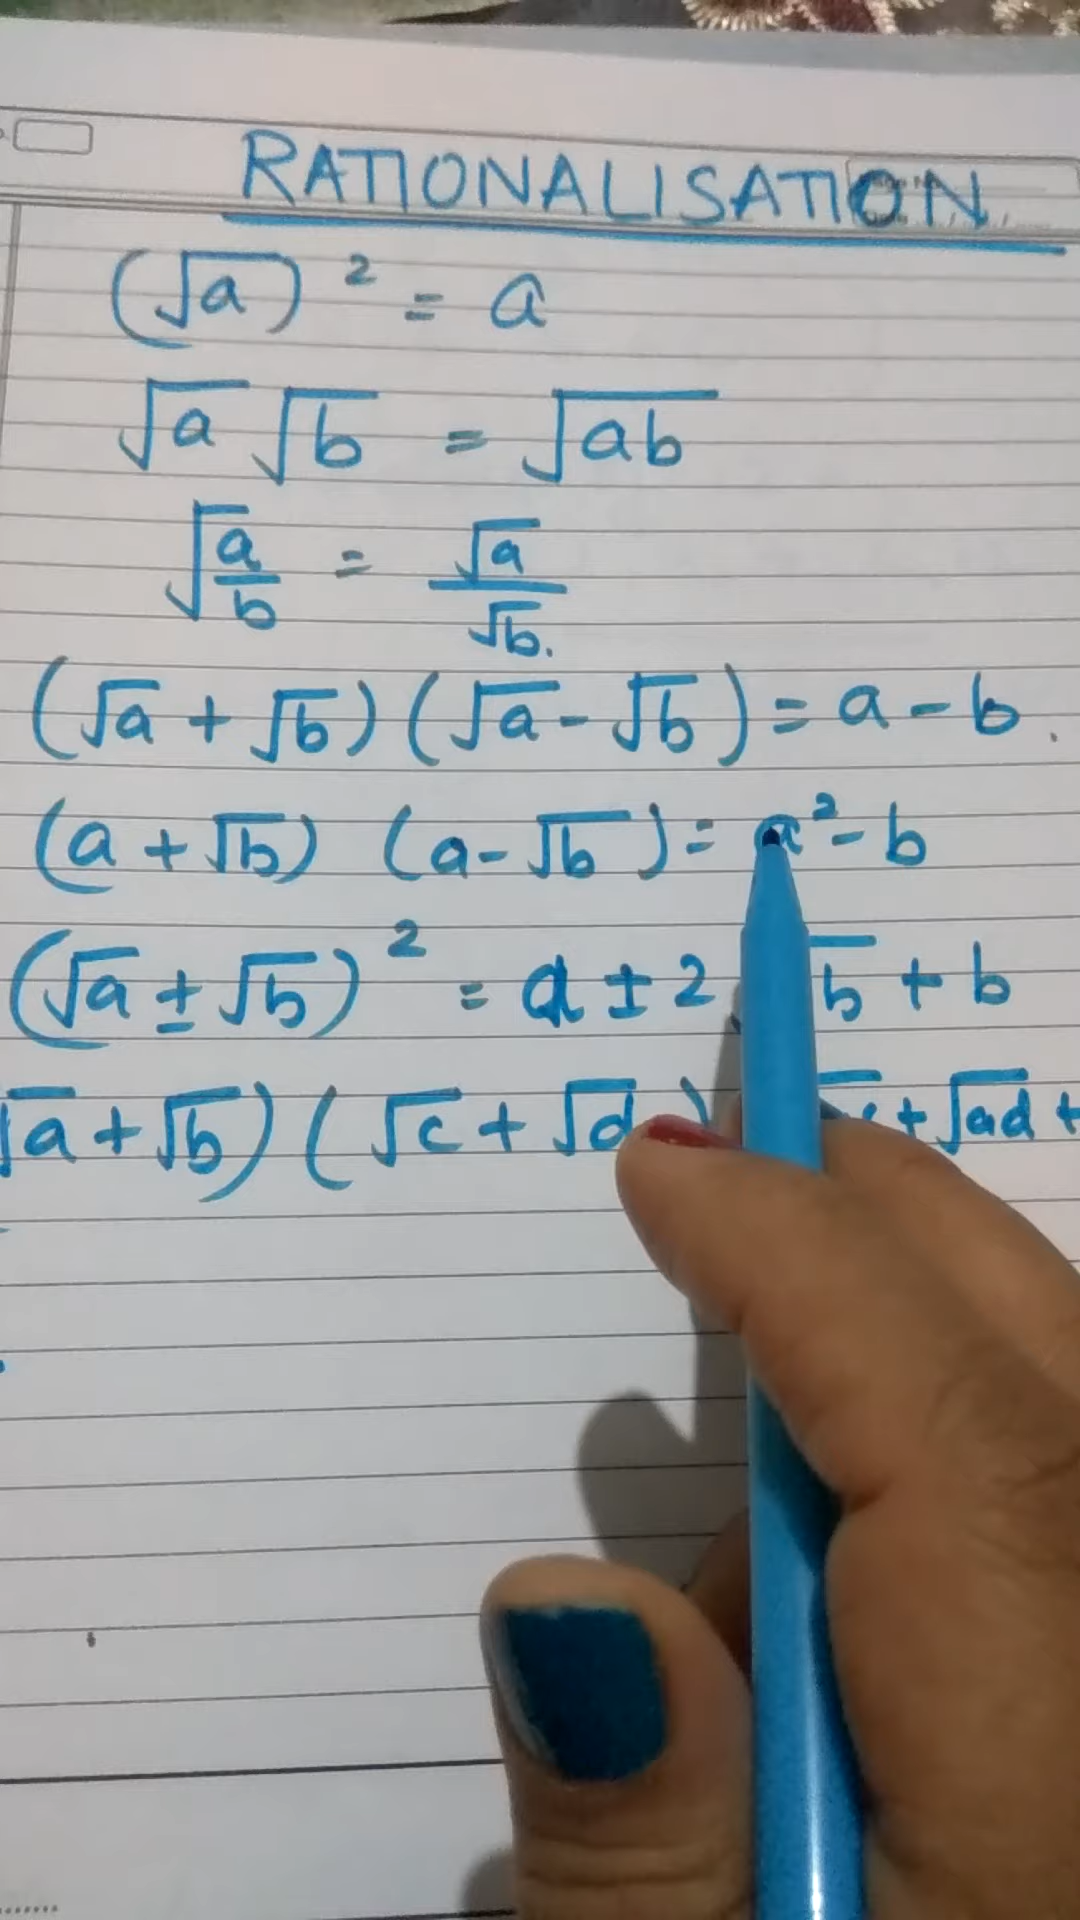 RATIONALISATION
(√a)² = a
√a √b = √ab
√a/b = √a/√b.
(√a + √b) (√a - √b) = a - b.
(a + √b) (a - √b) = a² - b
(√a ± √b)² = a ± 2 √b + b
√a + √b) (√c + √d) + √ad +